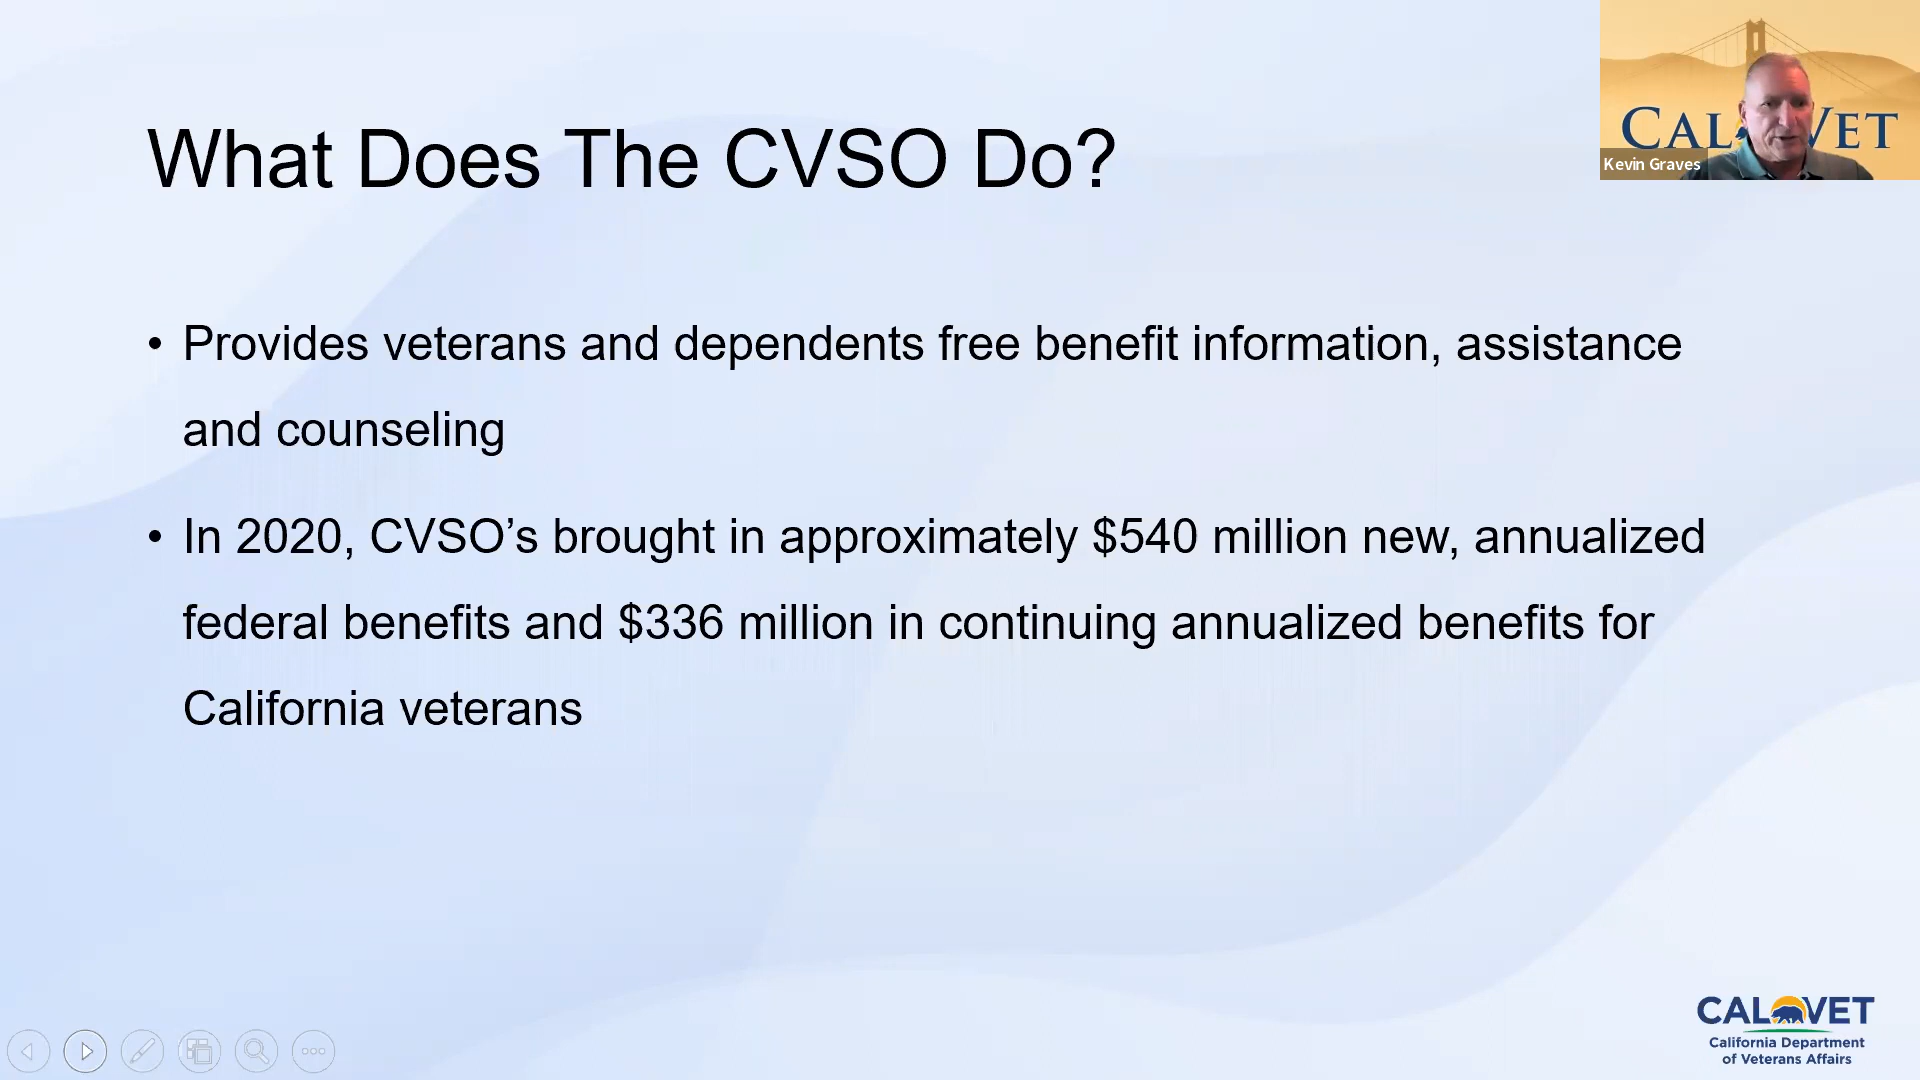 What Does The CVSO Do?
• Provides veterans and dependents free benefit information, assistance
and counseling
• In 2020, CVSO’s brought in approximately $540 million new, annualized
federal benefits and $336 million in continuing annualized benefits for
California veterans
Kevin Graves
CALVET
California Department
of Veterans Affairs